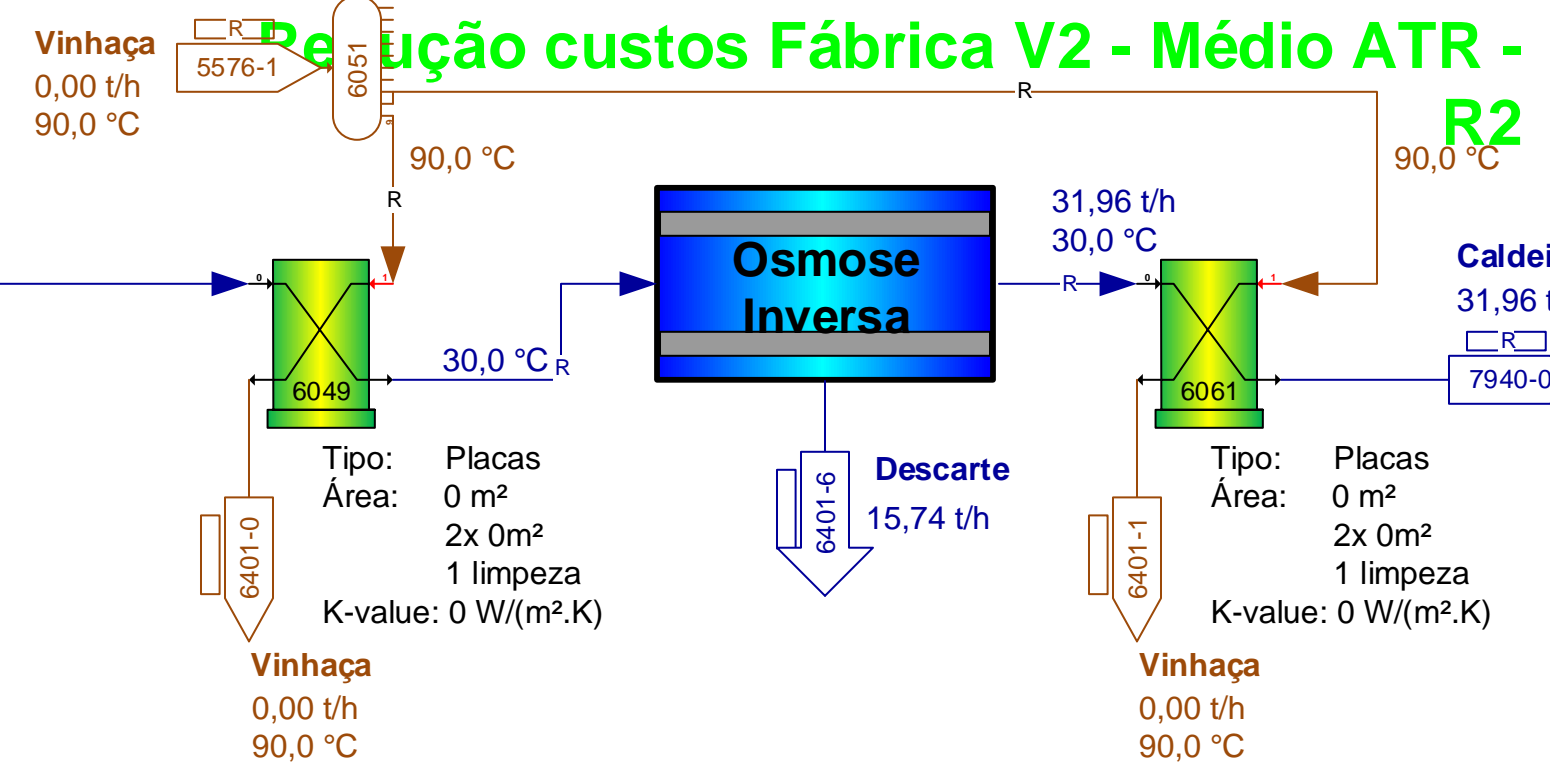 Re ução custos Fábrica V2 - Médio ATR -
R2
Vinhaça
0,00 t/h
90,0 °C
R
5576-1
6051
R
90,0 °C
90,0 °C
R
31,96 t/h
30,0 °C
Osmose
Inversa
0
1
R
0
1
Caldei
31,96 t
R
7940-0
30,0 °C
R
6049
6061
Tipo: Placas
Área: 0 m²
2x 0m²
1 limpeza
K-value: 0 W/(m².K)
6401-0
Vinhaça
0,00 t/h
90,0 °C
6401-6
Descarte
15,74 t/h
Tipo: Placas
Área: 0 m²
2x 0m²
1 limpeza
K-value: 0 W/(m².K)
6401-1
Vinhaça
0,00 t/h
90,0 °C